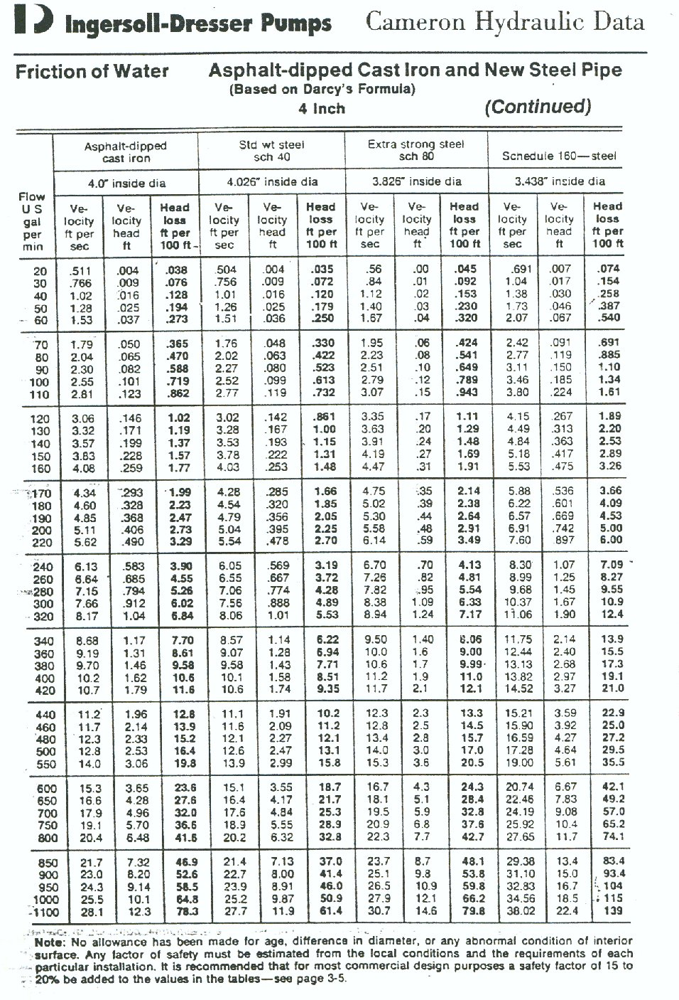 Ingersoll-Dresser Pumps Cameron Hydraulic Data
Friction of Water Asphalt-dipped Cast Iron and New Steel Pipe
(Based on Darcy's Formula)
4 Inch (Continued)
Asphalt-dipped cast iron Std wt steel sch 40 Extra strong steel sch 80 Schedule 160—steel
4.0" inside dia 4.026" inside dia 3.826" inside dia 3.438" inside dia
Flow
U S Ve- Ve- Head Ve- Ve- Head Ve- Ve- Head Ve- Ve- Head
gal locity locity loss locity locity loss locity locity loss locity locity loss
per ft per head ft per ft per head ft per ft per head ft per ft per head ft per
min sec ft 100 ft sec ft 100 ft sec ft 100 ft sec ft 100 ft
20 .511 .004 .038 .504 .004 .035 .56 .00 .045 .691 .007 .074
30 .766 .009 .076 .756 .009 .072 .84 .01 .092 1.04 .017 .154
40 1.02 .016 .128 1.01 .016 .120 1.12 .02 .153 1.38 .030 .258
50 1.28 .025 .194 1.26 .025 .179 1.40 .03 .230 1.73 .046 .387
60 1.53 .037 .273 1.51 .036 .250 1.67 .04 .320 2.07 .067 .540
70 1.79 .050 .365 1.76 .048 .330 1.95 .06 .424 2.42 .091 .691
80 2.04 .065 .470 2.02 .063 .422 2.23 .08 .541 2.77 .119 .885
90 2.30 .082 .588 2.27 .080 .523 2.51 .10 .649 3.11 .150 1.10
100 2.55 .101 .719 2.52 .099 .613 2.79 .12 .789 3.46 .185 1.34
110 2.81 .123 .862 2.77 .119 .732 3.07 .15 .943 3.80 .224 1.61
120 3.06 .146 1.02 3.02 .142 .861 3.35 .17 1.11 4.15 .267 1.89
130 3.32 .171 1.19 3.28 .167 1.00 3.63 .20 1.29 4.49 .313 2.20
140 3.57 .199 1.37 3.53 .193 1.15 3.91 .24 1.48 4.84 .363 2.53
150 3.83 .228 1.57 3.78 .222 1.31 4.19 .27 1.69 5.18 .417 2.89
160 4.08 .259 1.77 4.03 .253 1.48 4.47 .31 1.91 5.53 .475 3.26
170 4.34 .293 1.99 4.28 .285 1.66 4.75 .35 2.14 5.88 .536 3.66
180 4.60 .328 2.23 4.54 .320 1.85 5.02 .39 2.38 6.22 .601 4.09
190 4.85 .368 2.47 4.79 .356 2.05 5.30 .44 2.64 6.57 .669 4.53
200 5.11 .406 2.73 5.04 .395 2.25 5.58 .48 2.91 6.91 .742 5.00
220 5.62 .490 3.29 5.54 .478 2.70 6.14 .59 3.49 7.60 897 6.00
240 6.13 .583 3.90 6.05 .569 3.19 6.70 .70 4.13 8.30 1.07 7.09
260 6.64 .685 4.55 6.55 .667 3.72 7.26 .82 4.81 8.99 1.25 8.27
280 7.15 .794 5.26 7.06 .774 4.28 7.82 .95 5.54 9.68 1.45 9.55
300 7.66 .912 6.02 7.56 .888 4.89 8.38 1.09 6.33 10.37 1.67 10.9
320 8.17 1.04 6.84 8.06 1.01 5.53 8.94 1.24 7.17 11.06 1.90 12.4
340 8.68 1.17 7.70 8.57 1.14 6.22 9.50 1.40 8.06 11.75 2.14 13.9
360 9.19 1.31 8.61 9.07 1.28 6.94 10.0 1.6 9.00 12.44 2.40 15.5
380 9.70 1.46 9.58 9.58 1.43 7.71 10.6 1.7 9.99 13.13 2.68 17.3
400 10.2 1.62 10.6 10.1 1.58 8.51 11.2 1.9 11.0 13.82 2.97 19.1
420 10.7 1.79 11.6 10.6 1.74 9.35 11.7 2.1 12.1 14.52 3.27 21.0
440 11.2 1.96 12.8 11.1 1.91 10.2 12.3 2.3 13.3 15.21 3.59 22.9
460 11.7 2.14 13.9 11.6 2.09 11.2 12.8 2.5 14.5 15.90 3.92 25.0
480 12.3 2.33 15.2 12.1 2.27 12.1 13.4 2.8 15.7 16.59 4.27 27.2
500 12.8 2.53 16.4 12.6 2.47 13.1 14.0 3.0 17.0 17.28 4.64 29.5
550 14.0 3.06 19.8 13.9 2.99 15.8 15.3 3.6 20.5 19.00 5.61 35.5
600 15.3 3.65 23.6 15.1 3.55 18.7 16.7 4.3 24.3 20.74 6.67 42.1
650 16.6 4.28 27.6 16.4 4.17 21.7 18.1 5.1 28.4 22.46 7.83 49.2
700 17.9 4.96 32.0 17.6 4.84 25.3 19.5 5.9 32.8 24.19 9.08 57.0
750 19.1 5.70 36.6 18.9 5.55 28.9 20.9 6.8 37.6 25.92 10.4 65.2
800 20.4 6.48 41.6 20.2 6.32 32.8 22.3 7.7 42.7 27.65 11.7 74.1
850 21.7 7.32 46.9 21.4 7.13 37.0 23.7 8.7 48.1 29.38 13.4 83.4
900 23.0 8.20 52.6 22.7 8.00 41.4 25.1 9.8 53.8 31.10 15.0 93.4
950 24.3 9.14 58.5 23.9 8.91 46.0 26.5 10.9 59.8 32.83 16.7 104
1000 25.5 10.1 64.8 25.2 9.87 50.9 27.9 12.1 66.2 34.56 18.5 115
1100 28.1 12.3 78.3 27.7 11.9 61.4 30.7 14.6 79.8 38.02 22.4 139
Note: No allowance has been made for age, difference in diameter, or any abnormal condition of interior
surface. Any factor of safety must be estimated from the local conditions and the requirements of each
particular installation. It is recommended that for most commercial design purposes a safety factor of 15 to
20% be added to the values in the tables—see page 3-5.